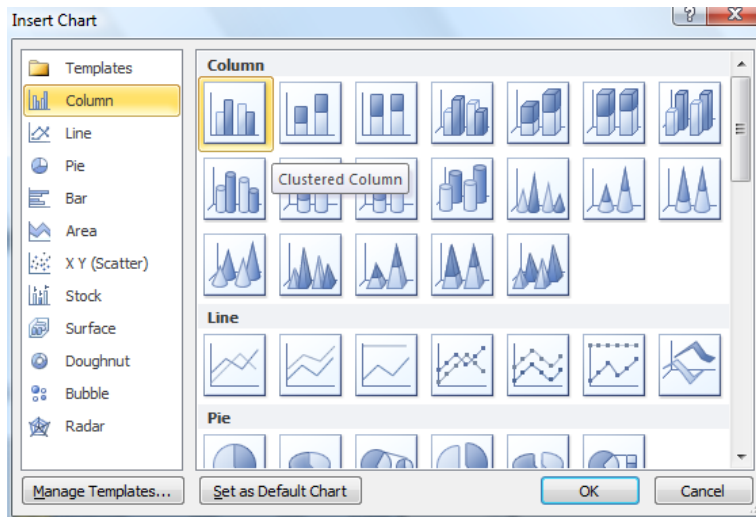 Insert Chart
Templates
Column
Line
Pie
Bar
Area
X Y (Scatter)
Stock
Surface
Doughnut
Bubble
Radar
Column
Clustered Column
Line
Pie
Manage Templates...
Set as Default Chart
OK
Cancel